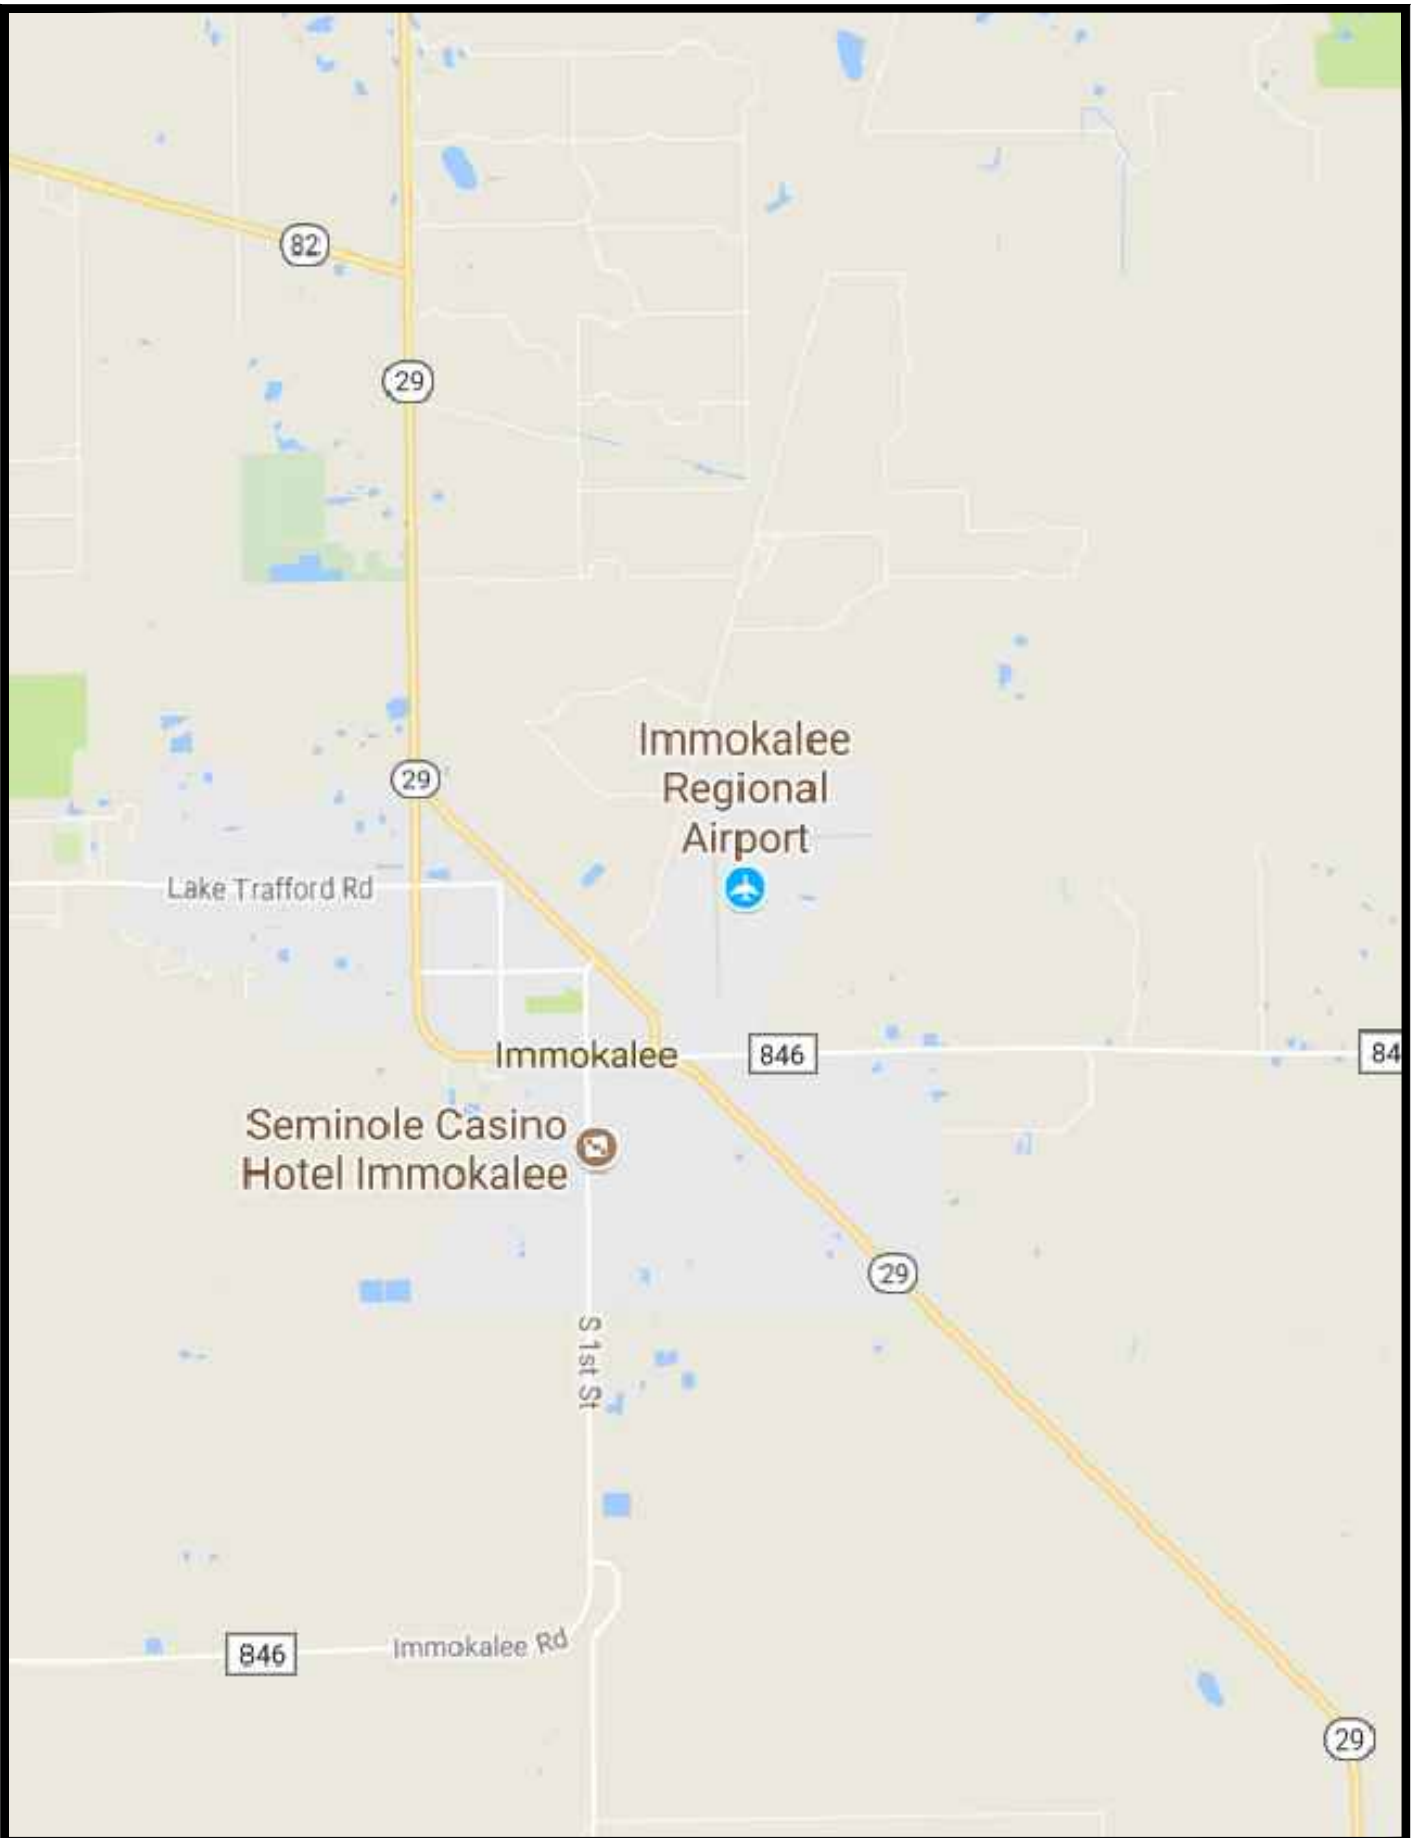 82
29
29
Immokalee
Regional
Airport
Lake Trafford Rd
Immokalee
846
84
Seminole Casino
Hotel Immokalee
29
S 1st St
846
Immokalee Rd
29